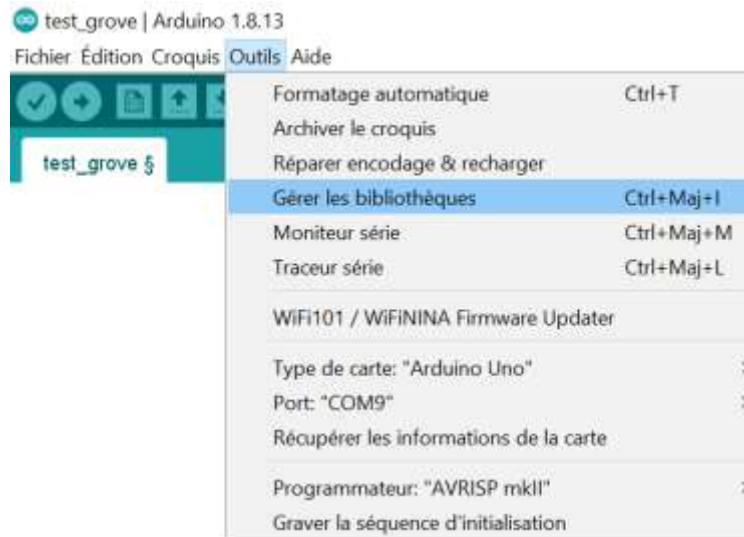 test_grove | Arduino 1.8.13
Fichier Édition Croquis Outils Aide
test_grove §
Formatage automatique Ctrl+T
Archiver le croquis
Réparer encodage & recharger
Gérer les bibliothèques Ctrl+Maj+I
Moniteur série Ctrl+Maj+M
Traceur série Ctrl+Maj+L
WiFi101 / WiFiNINA Firmware Updater
Type de carte: "Arduino Uno"
Port: "COM9"
Récupérer les informations de la carte
Programmateur: "AVRISP mkII"
Graver la séquence d'initialisation